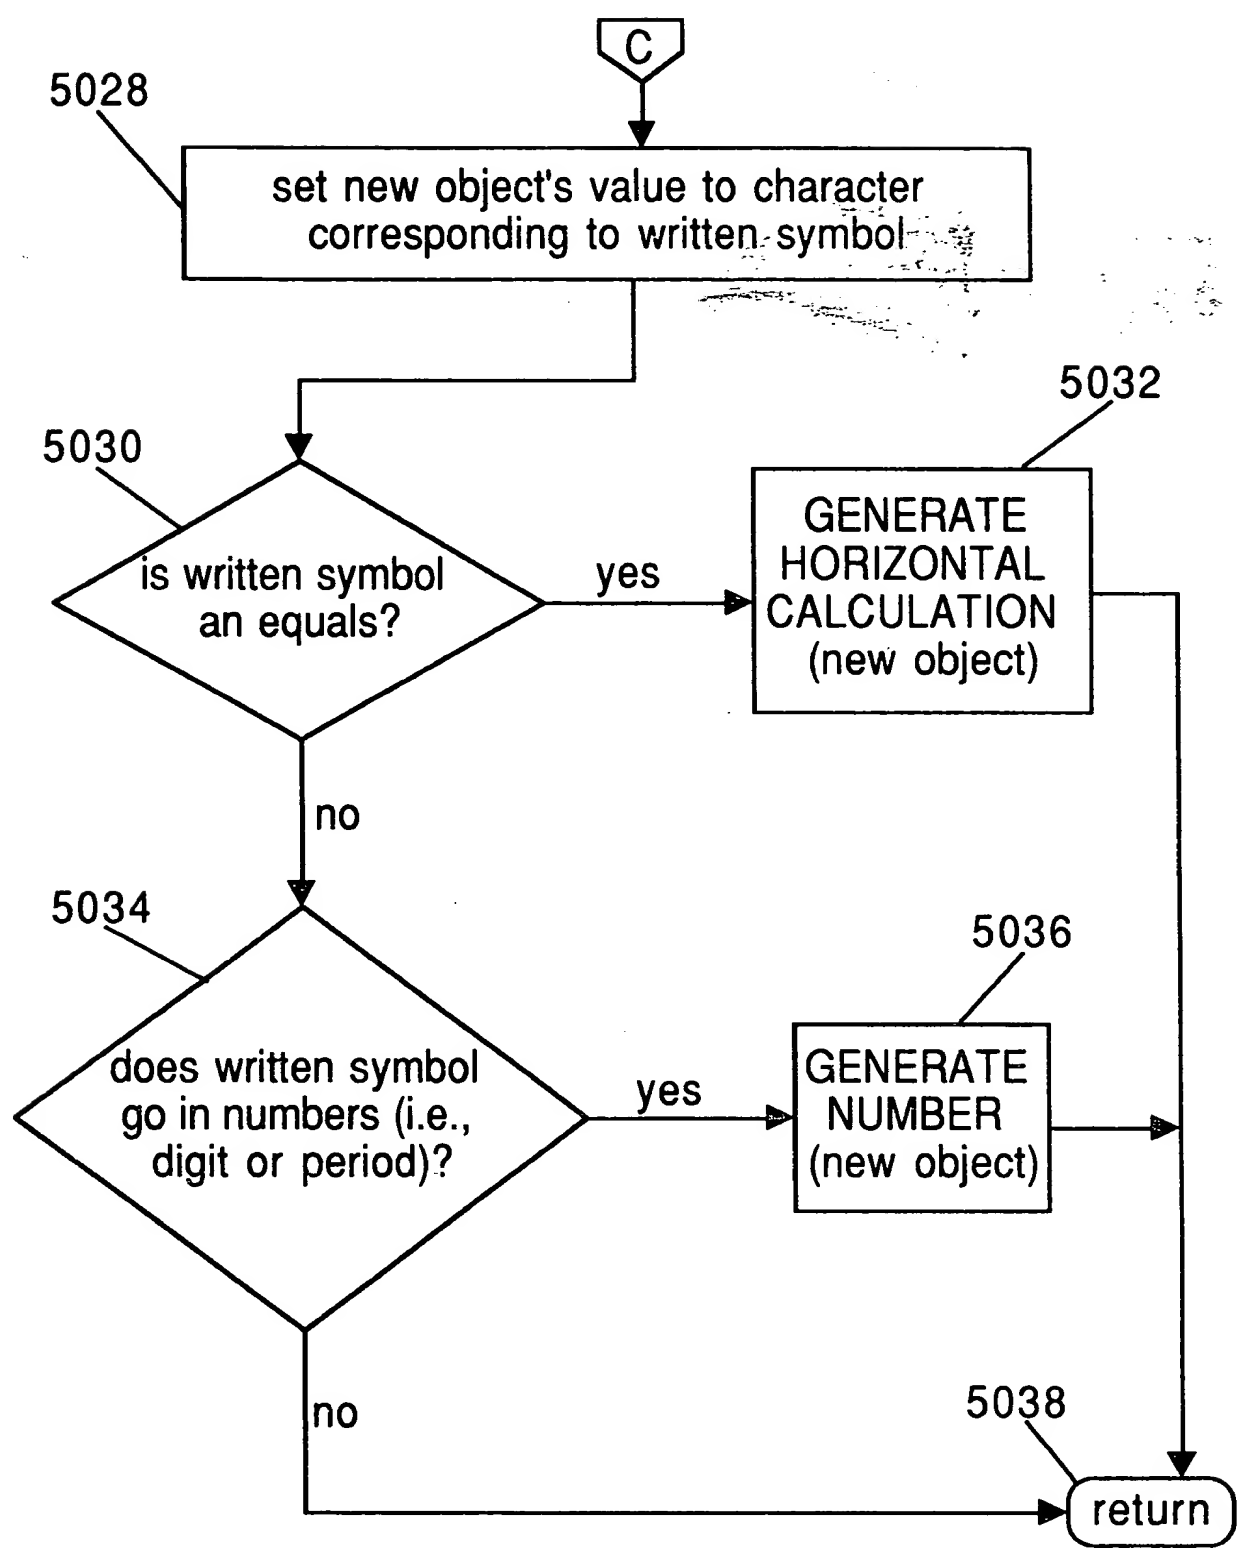 C
5028
set new object's value to character
corresponding to written symbol
5032
5030
GENERATE
HORIZONTAL
CALCULATION
(new object)
is written symbol
an equals?
yes
no
5034
5036
does written symbol
go in numbers (i.e.,
digit or period)?
yes
GENERATE
NUMBER
(new object)
no
5038
return